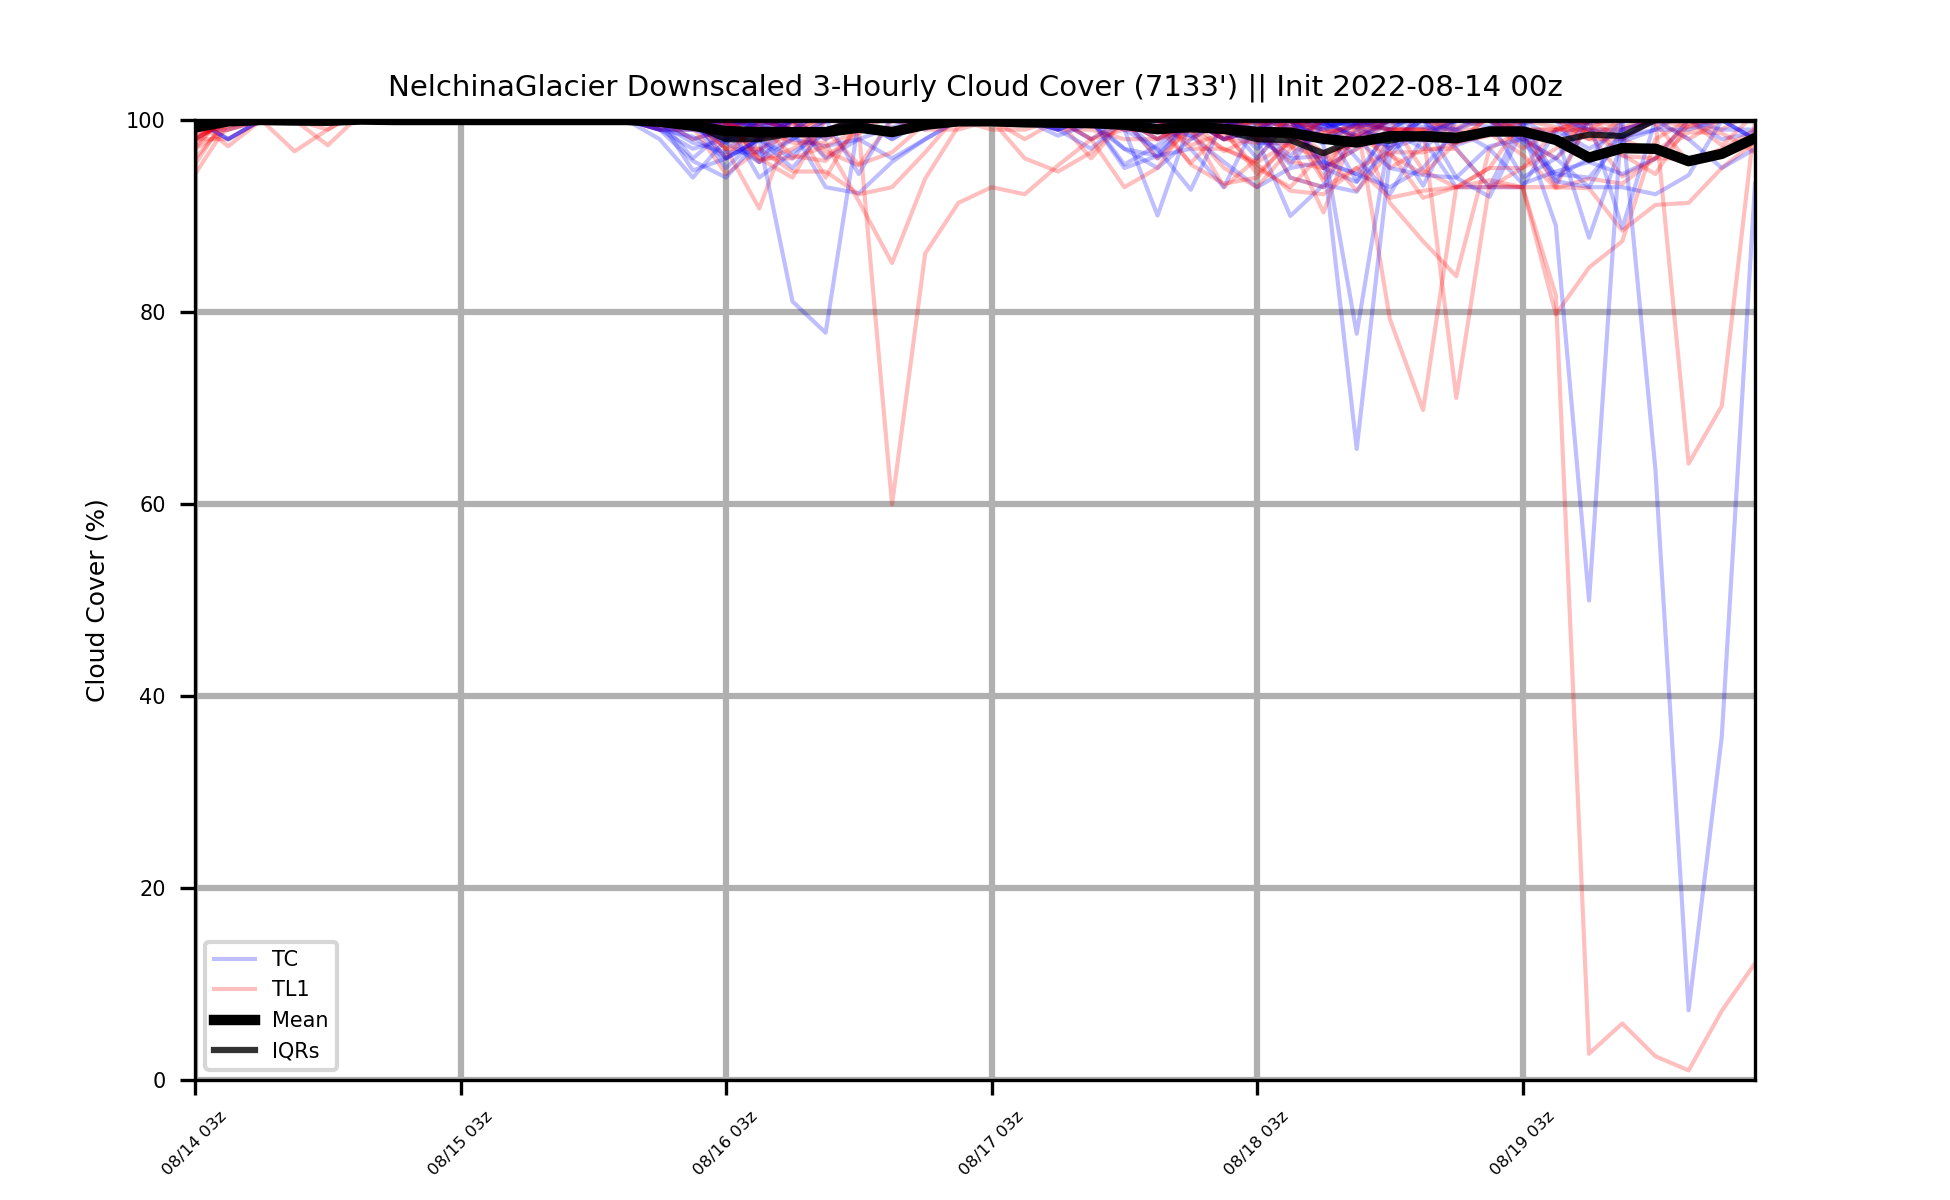 NelchinaGlacier Downscaled 3-Hourly Cloud Cover (7133') || Init 2022-08-14 00z
Cloud Cover (%)
100
80
60
40
20
0
TC
TL1
Mean
IQRs
08/14 03z
08/15 03z
08/16 03z
08/17 03z
08/18 03z
08/19 03z